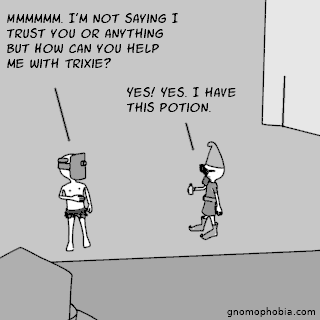 MMMMMM. I'M NOT SAYING I
TRUST YOU OR ANYTHING
BUT HOW CAN YOU HELP
ME WITH TRIXIE?
YES! YES. I HAVE
THIS POTION.
gnomophobia.com